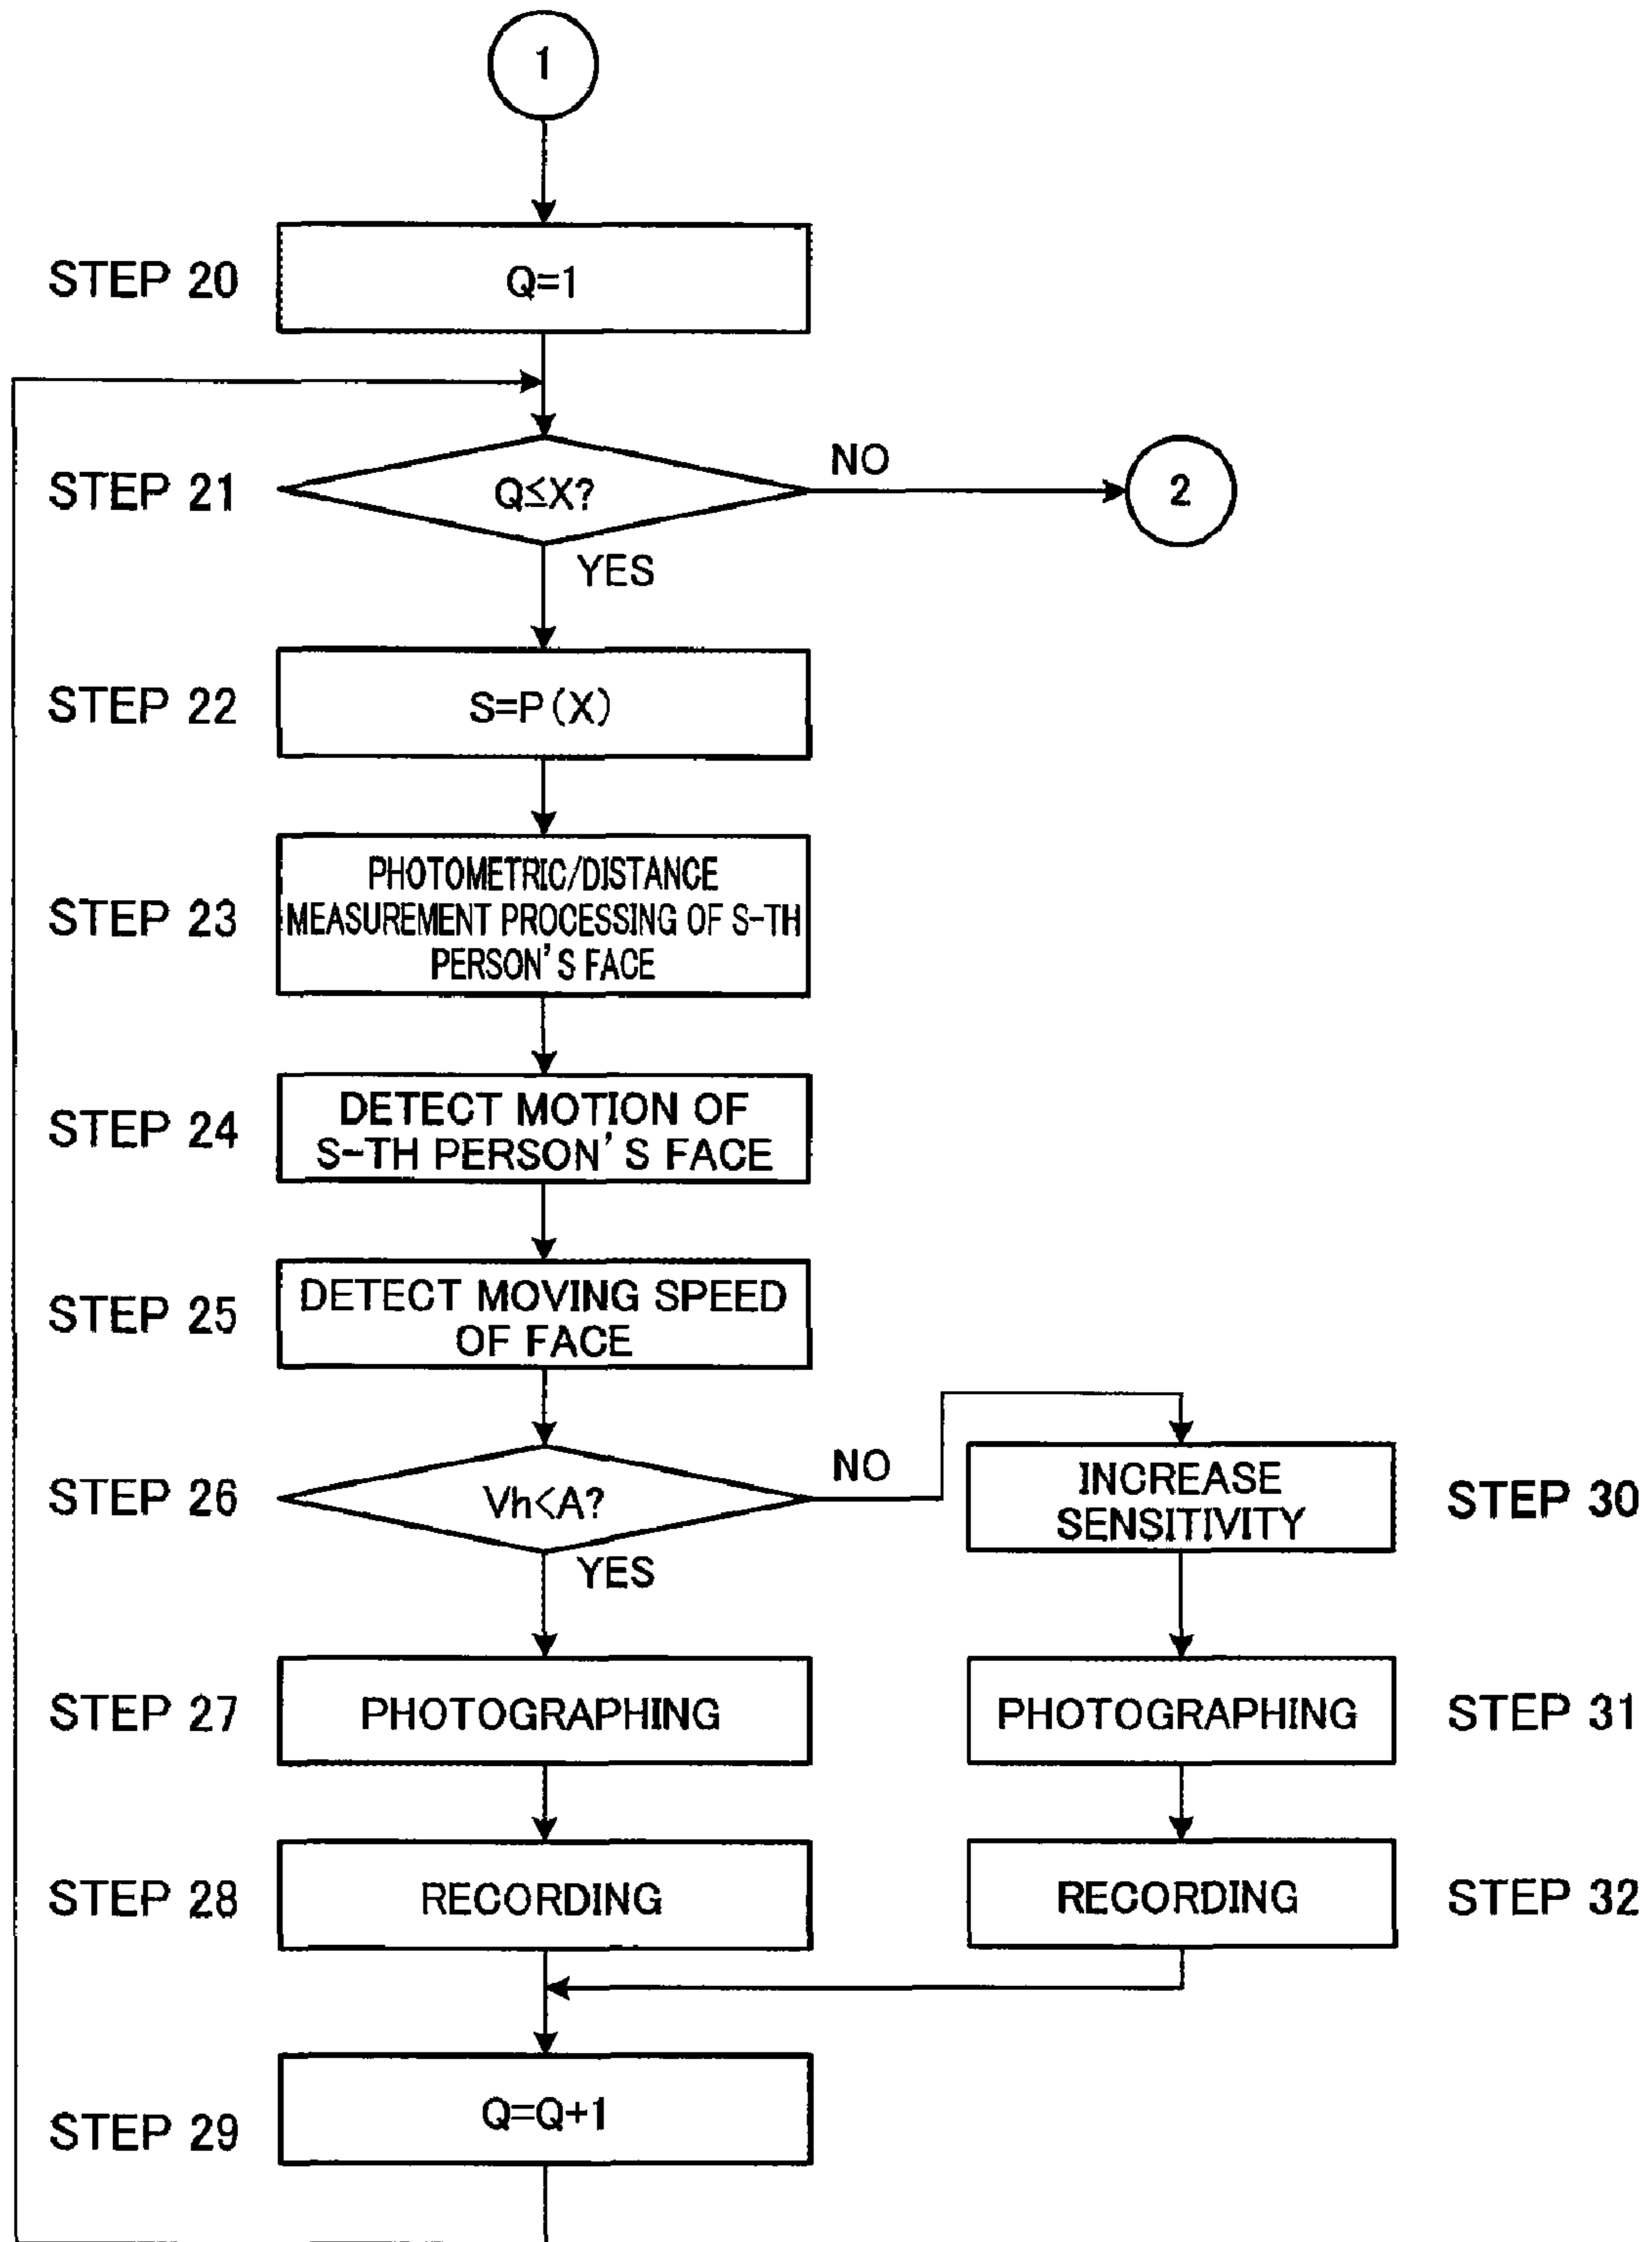 1
STEP 20
Q=1
STEP 21
Q≤X?
NO
2
YES
STEP 22
S=P(X)
STEP 23
PHOTOMETRIC/DISTANCE
MEASUREMENT PROCESSING OF S-TH
PERSON'S FACE
STEP 24
DETECT MOTION OF
S-TH PERSON'S FACE
STEP 25
DETECT MOVING SPEED
OF FACE
STEP 26
Vh<A?
NO
YES
INCREASE
SENSITIVITY
STEP 30
STEP 27
PHOTOGRAPHING
PHOTOGRAPHING
STEP 31
STEP 28
RECORDING
RECORDING
STEP 32
STEP 29
Q=Q+1